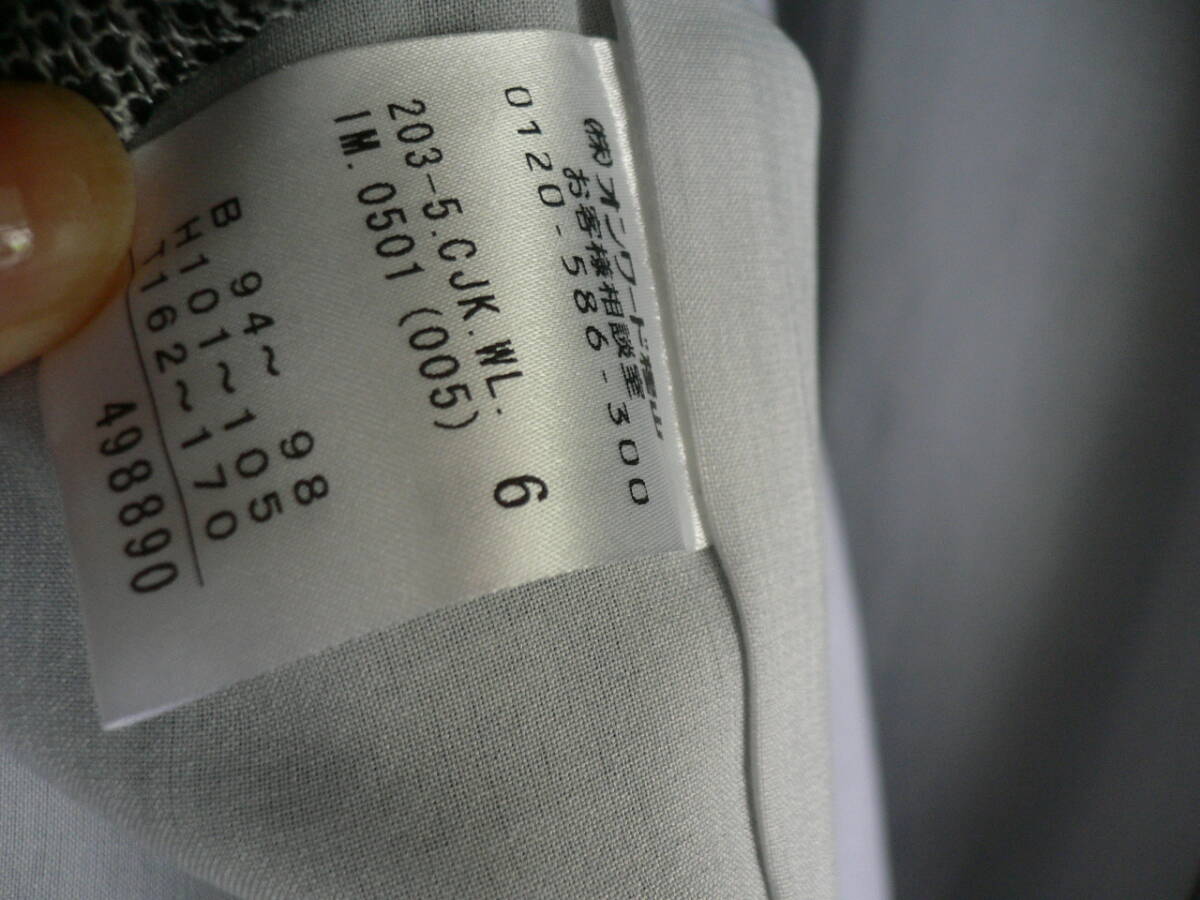 (株)オンワード樫山
お客様相談室
0120-586-300
203-5.CJK.WL. 6
IM.0501(005)
B 94~ 98
H101~105
T162~170
498890